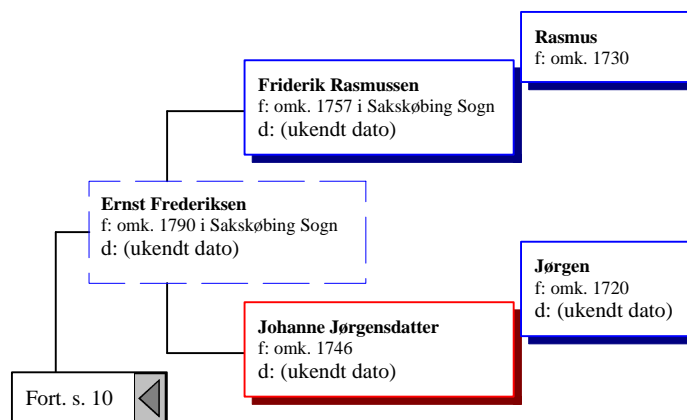 Rasmus
f: omk. 1730
Friderik Rasmussen
f: omk. 1757 i Sakskøbing Sogn
d: (ukendt dato)
Ernst Frederiksen
f: omk. 1790 i Sakskøbing Sogn
d: (ukendt dato)
Jørgen
f: omk. 1720
d: (ukendt dato)
Johanne Jørgensdatter
f: omk. 1746
d: (ukendt dato)
Fort. s. 10